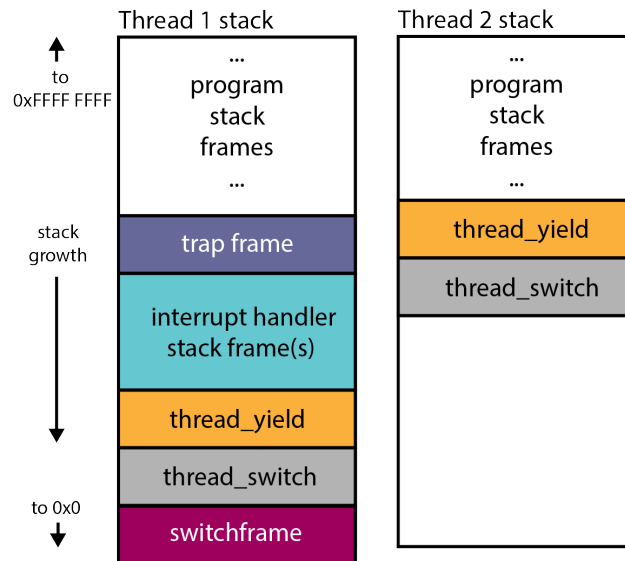 Thread 1 stack
Thread 2 stack
to
0xFFFF FFFF
stack
growth
to 0x0
...
program
stack
frames
...
trap frame
interrupt handler
stack frame(s)
thread_yield
thread_switch
switchframe
...
program
stack
frames
...
thread_yield
thread_switch